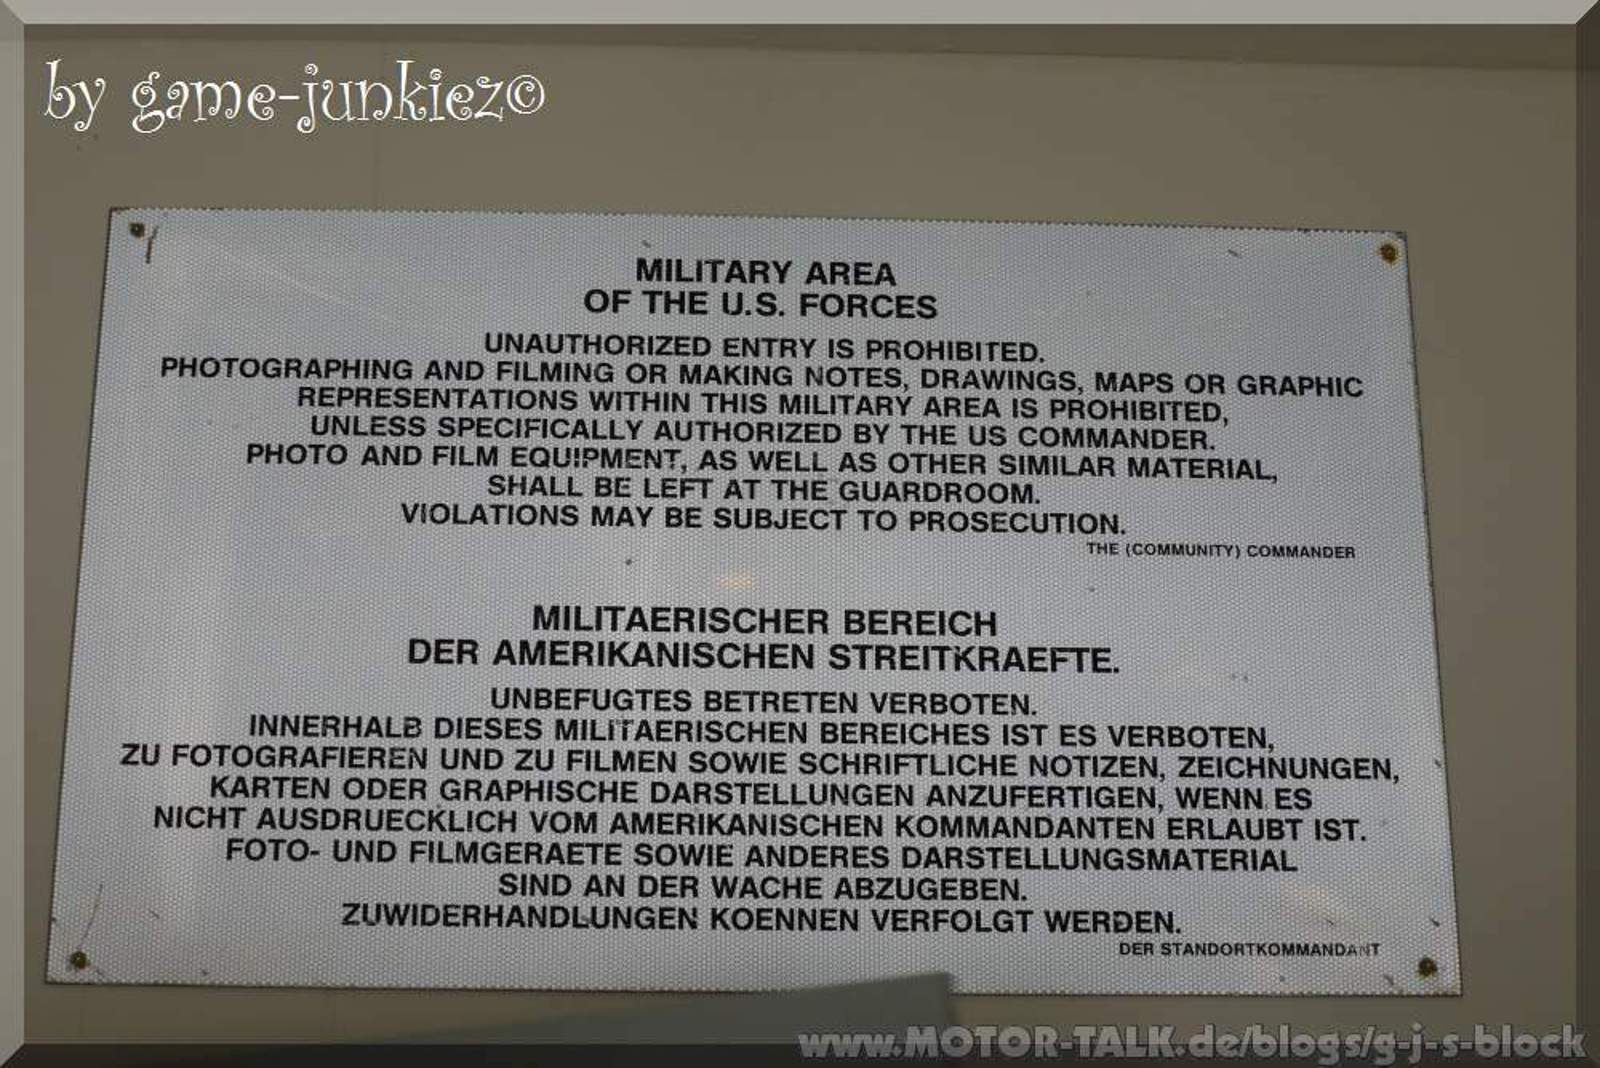 by game-junkiez©
MILITARY AREA
OF THE U.S. FORCES
UNAUTHORIZED ENTRY IS PROHIBITED.
PHOTOGRAPHING AND FILMING OR MAKING NOTES, DRAWINGS, MAPS OR GRAPHIC
REPRESENTATIONS WITHIN THIS MILITARY AREA IS PROHIBITED,
UNLESS SPECIFICALLY AUTHORIZED BY THE US COMMANDER.
PHOTO AND FILM EQUIPMENT, AS WELL AS OTHER SIMILAR MATERIAL,
SHALL BE LEFT AT THE GUARDROOM.
VIOLATIONS MAY BE SUBJECT TO PROSECUTION.
THE (COMMUNITY) COMMANDER
MILITAERISCHER BEREICH
DER AMERIKANISCHEN STREITKRAEFTE.
UNBEFUGTES BETRETEN VERBOTEN.
INNERHALB DIESES MILITAERISCHEN BEREICHES IST ES VERBOTEN,
ZU FOTOGRAFIEREN UND ZU FILMEN SOWIE SCHRIFTLICHE NOTIZEN, ZEICHNUNGEN,
KARTEN ODER GRAPHISCHE DARSTELLUNGEN ANZUFERTIGEN, WENN ES
NICHT AUSDRUECKLICH VOM AMERIKANISCHEN KOMMANDANTEN ERLAUBT IST.
FOTO- UND FILMGERAETE SOWIE ANDERES DARSTELLUNGSMATERIAL
SIND AN DER WACHE ABZUGEBEN.
ZUWIDERHANDLUNGEN KOENNEN VERFOLGT WERDEN.
DER STANDORTKOMMANDANT
www.MOTOR-TALK.de/blogs/g-j-s-block